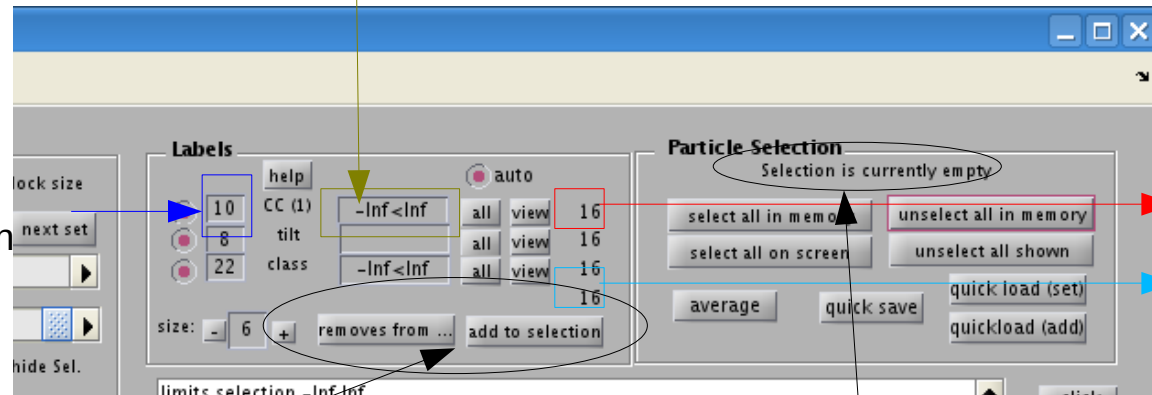 Labels
Particle Selection
Selection is currently empty
lock size
help
auto
10
CC (1)
-Inf<Inf
all
view
16
select all in memory
unselect all in memory
next set
n
8
tilt
all
view
16
select all on screen
unselect all shown
22
class
-Inf<Inf
all
view
16
16
average
quick save
quick load (set)
quickload (add)
size:
-
6
+
removes from ...
add to selection
hide Sel.
limits selection -Inf Inf
click